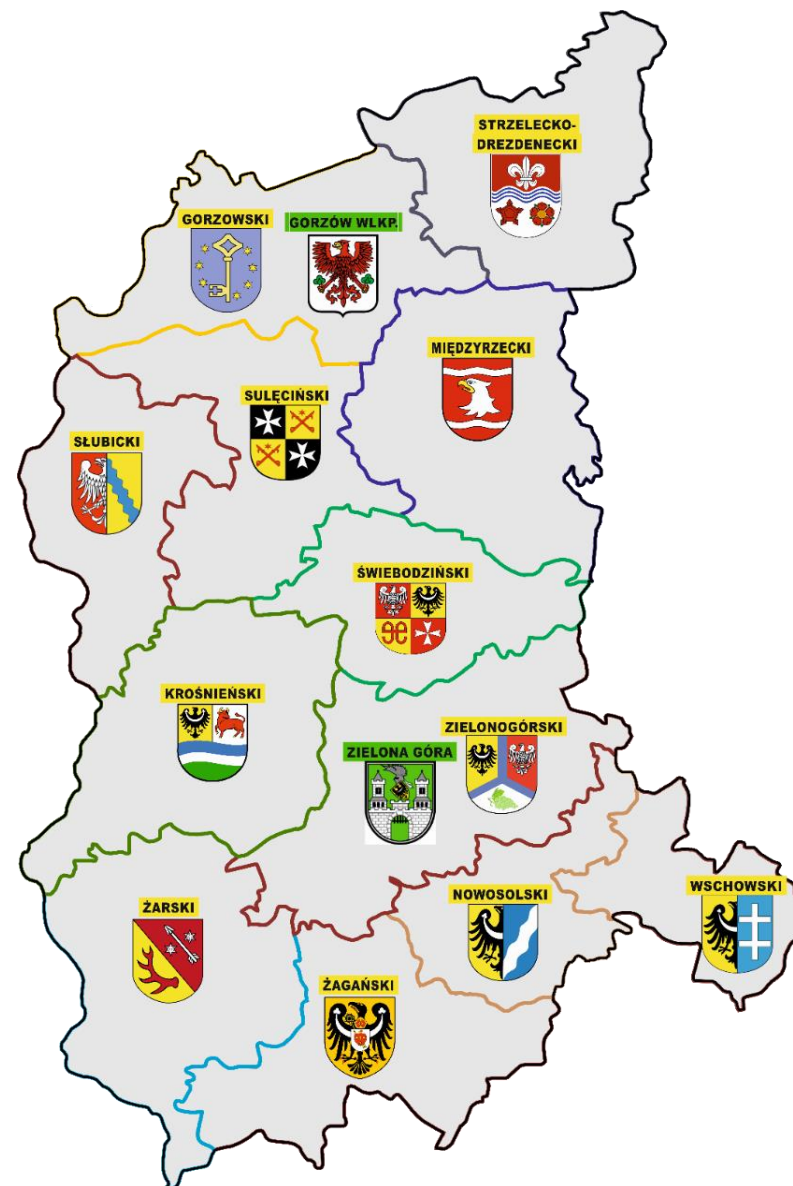 STRZELECKO-
DREZDENECKI
GORZOWSKI
GORZÓW WLKP.
MIĘDZYRZECKI
SULĘCIŃSKI
SŁUBICKI
ŚWIEBODZIŃSKI
KROŚNIEŃSKI
ZIELONOGÓRSKI
ZIELONA GÓRA
NOWOSOLSKI
WSCHOWSKI
ŻARSKI
ŻAGAŃSKI